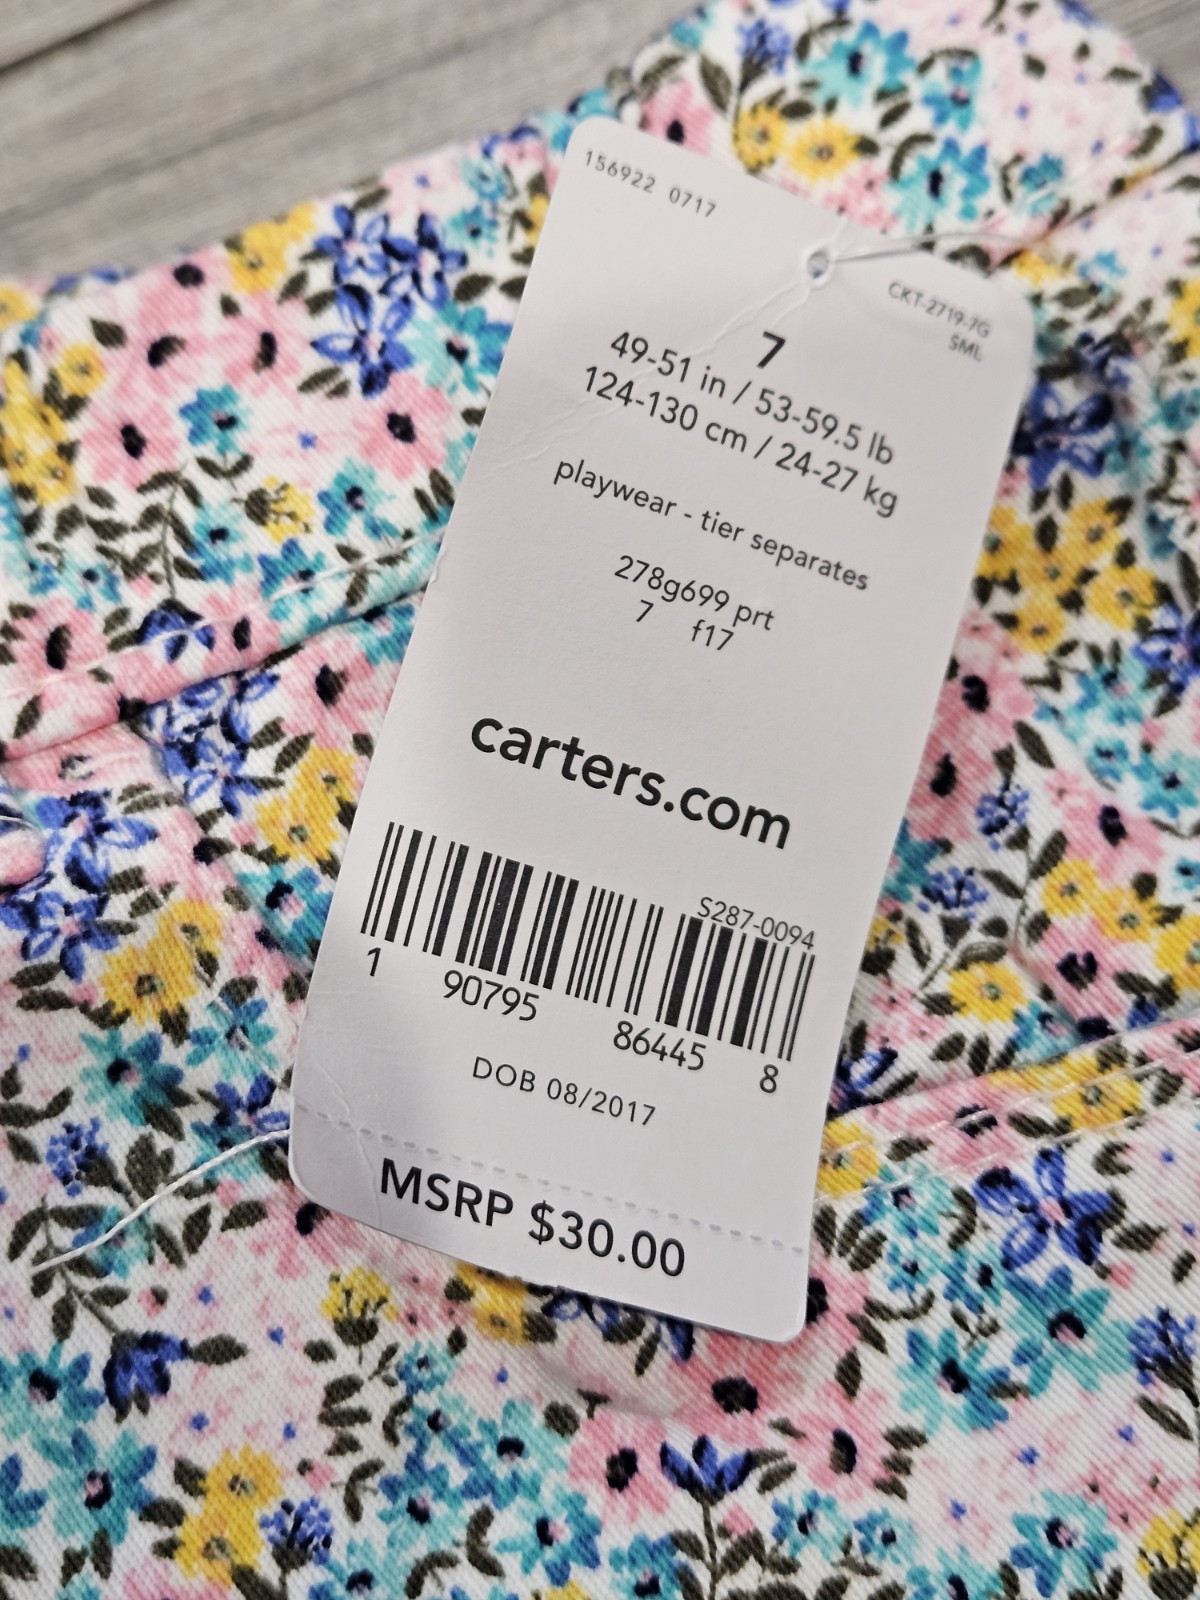 156922 0717
CKT-2719-7G
SML
7
49-51 in / 53-59.5 lb
124-130 cm / 24-27 kg
playwear - tier separates
278g699 prt
7 f17
carters.com
S287-0094
1 90795 86445 8
DOB 08/2017
MSRP $30.00